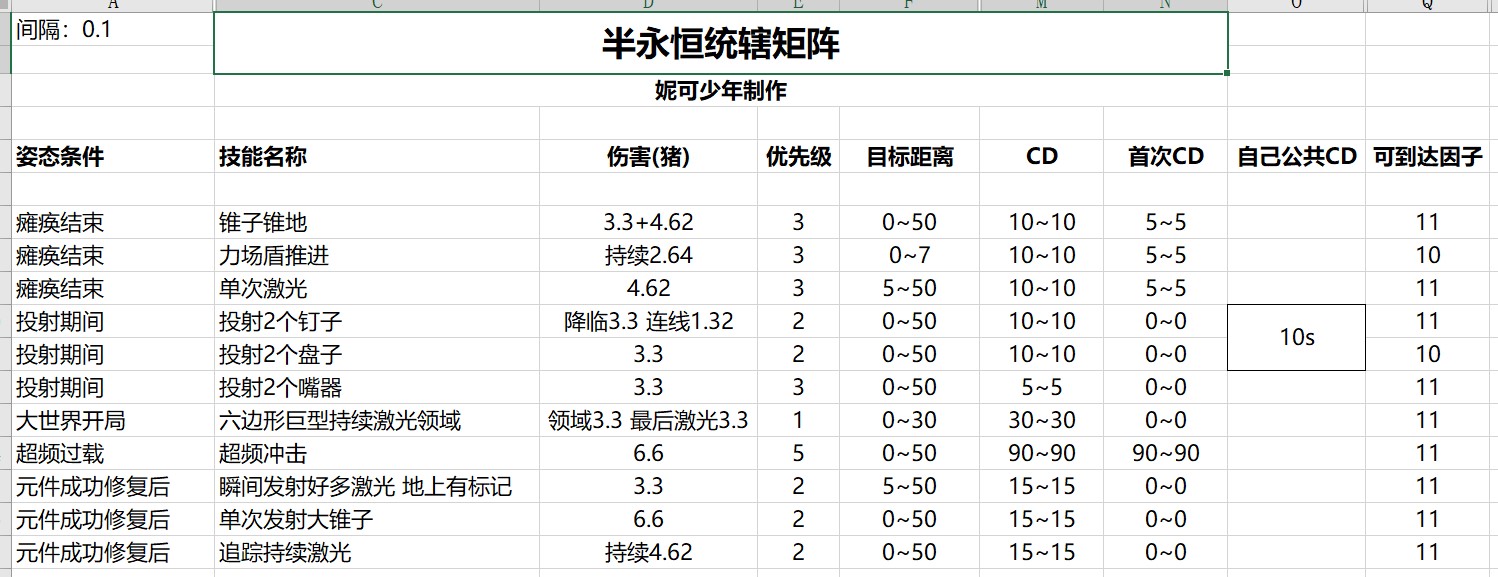 A C D E F M N O Q
间隔：0.1 半永恒统辖矩阵
妮可少年制作
姿态条件 技能名称 伤害(猪) 优先级 目标距离 CD 首次CD 自己公共CD 可到达因子
瘫痪结束 锥子锥地 3.3+4.62 3 0~50 10~10 5~5 11
瘫痪结束 力场盾推进 持续2.64 3 0~7 10~10 5~5 10
瘫痪结束 单次激光 4.62 3 5~50 10~10 5~5 11
投射期间 投射2个钉子 降临3.3 连线1.32 2 0~50 10~10 0~0 10s 11
投射期间 投射2个盘子 3.3 2 0~50 10~10 0~0 10
投射期间 投射2个嘴器 3.3 3 0~50 5~5 0~0 11
大世界开局 六边形巨型持续激光领域 领域3.3 最后激光3.3 1 0~30 30~30 0~0 11
超频过载 超频冲击 6.6 5 0~50 90~90 90~90 11
元件成功修复后 瞬间发射好多激光 地上有标记 3.3 2 5~50 15~15 0~0 11
元件成功修复后 单次发射大锥子 6.6 2 0~50 15~15 0~0 11
元件成功修复后 追踪持续激光 持续4.62 2 0~50 15~15 0~0 11